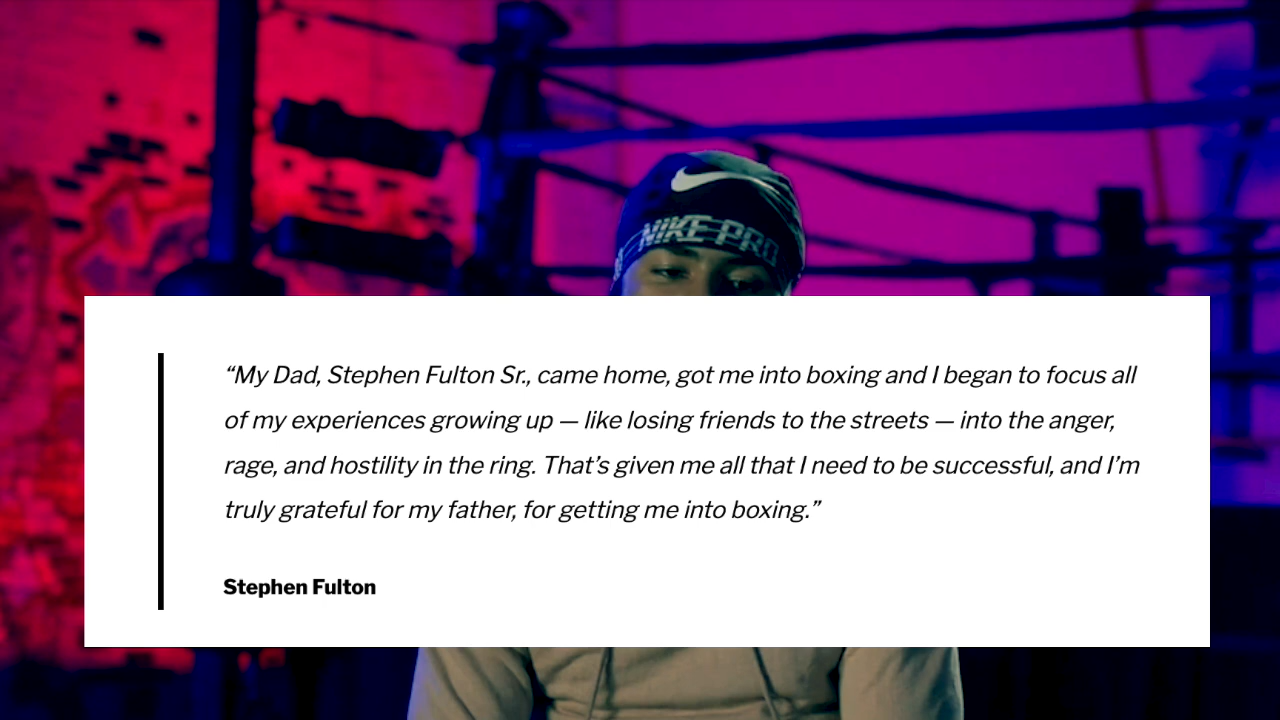 NIKE PRO
“My Dad, Stephen Fulton Sr., came home, got me into boxing and I began to focus all
of my experiences growing up — like losing friends to the streets — into the anger,
rage, and hostility in the ring. That’s given me all that I need to be successful, and I’m
truly grateful for my father, for getting me into boxing.”
Stephen Fulton